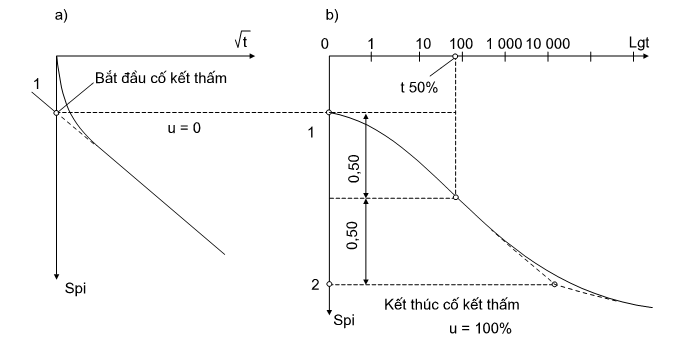 a)
√t
1
Bắt đầu cố kết thấm
u = 0
Spi
b)
0 1 10 100 1 000 10 000 Lgt
t 50%
1
0,50
0,50
2
Kết thúc cố kết thấm
Spi
u = 100%